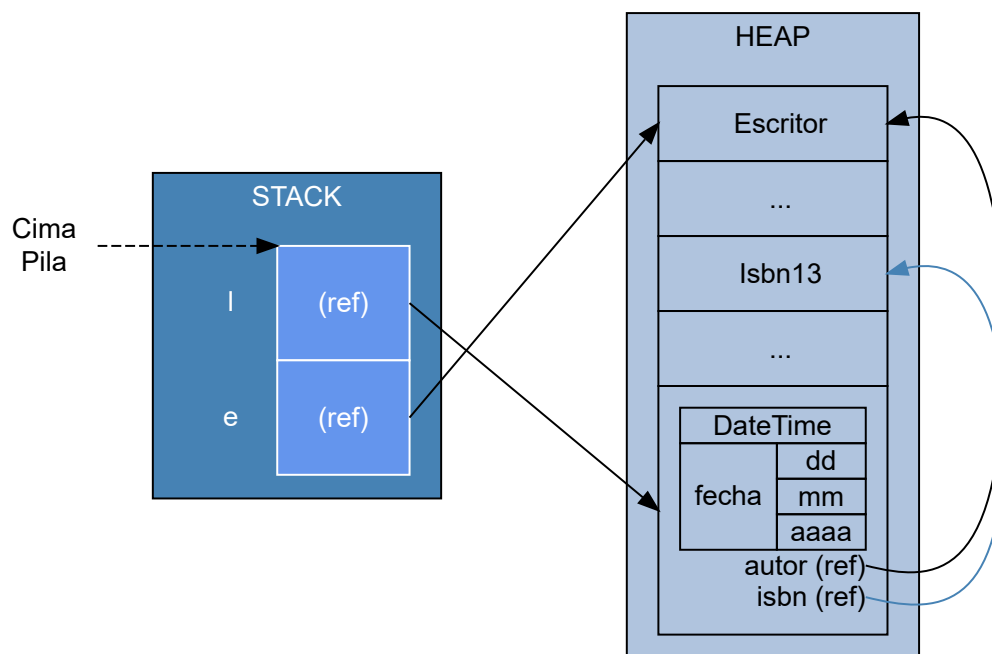 HEAP
Escritor
...
Isbn13
...
DateTime
fecha
dd
mm
aaaa
autor (ref)
isbn (ref)
STACK
Cima
Pila
l
(ref)
e
(ref)